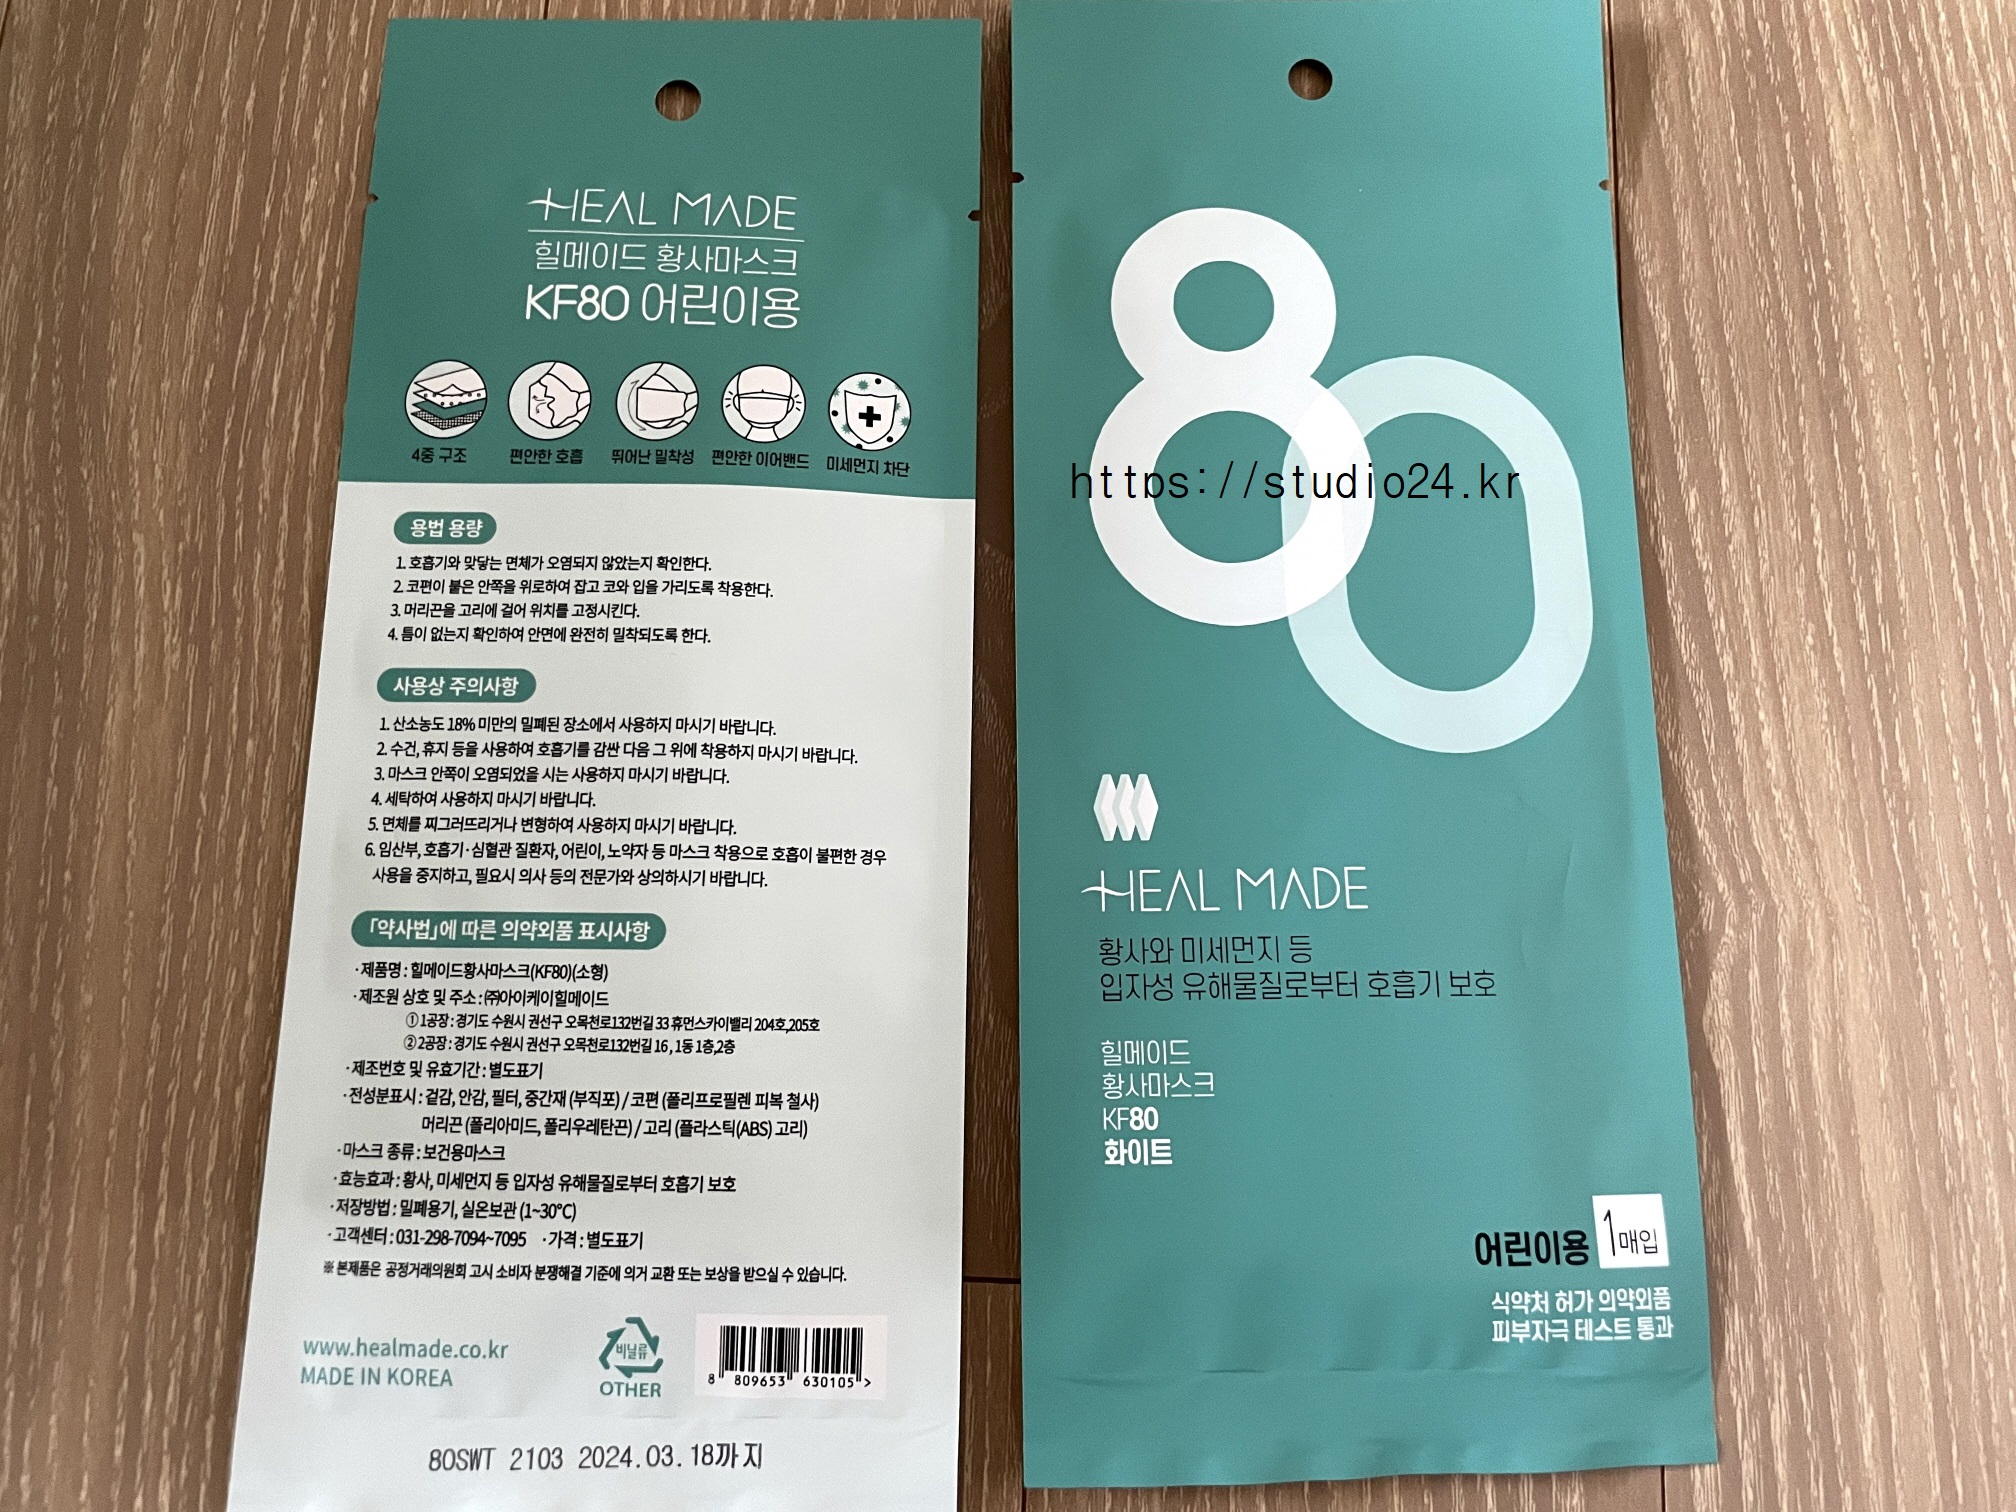 HEAL MADE
힐메이드 황사마스크
KF80 어린이용
4중 구조
편안한 호흡
뛰어난 밀착성
편안한 이어밴드
미세먼지 차단
용법 용량
1. 호흡기와 맞닿는 면체가 오염되지 않았는지 확인한다.
2. 코편이 붙은 안쪽을 위로하여 잡고 코와 입을 가리도록 착용한다.
3. 머리끈을 고리에 걸어 위치를 고정시킨다.
4. 틈이 없는지 확인하여 안면에 완전히 밀착되도록 한다.
사용상 주의사항
1. 산소농도 18% 미만의 밀폐된 장소에서 사용하지 마시기 바랍니다.
2. 수건, 휴지 등을 사용하여 호흡기를 감싼 다음 그 위에 착용하지 마시기 바랍니다.
3. 마스크 안쪽이 오염되었을 시는 사용하지 마시기 바랍니다.
4. 세탁하여 사용하지 마시기 바랍니다.
5. 면체를 찌그러뜨리거나 변형하여 사용하지 마시기 바랍니다.
6. 임산부, 호흡기·심혈관 질환자, 어린이, 노약자 등 마스크 착용으로 호흡이 불편한 경우
사용을 중지하고, 필요시 의사 등의 전문가와 상의하시기 바랍니다.
「약사법」에 따른 의약외품 표시사항
·제품명 : 힐메이드황사마스크(KF80)(소형)
·제조원 상호 및 주소 : ㈜아이케이힐메이드
① 1공장 : 경기도 수원시 권선구 오목천로132번길 33 휴먼스카이밸리 204호,205호
② 2공장 : 경기도 수원시 권선구 오목천로132번길 16 , 1동 1층,2층
·제조번호 및 유효기간 : 별도표기
·전성분표시 : 겉감, 안감, 필터, 중간재 (부직포) / 코편 (폴리프로필렌 피복 철사)
머리끈 (폴리아미드, 폴리우레탄끈) / 고리 (플라스틱(ABS) 고리)
·마스크 종류 : 보건용마스크
·효능효과 : 황사, 미세먼지 등 입자성 유해물질로부터 호흡기 보호
·저장방법 : 밀폐용기, 실온보관 (1~30℃)
·고객센터 : 031-298-7094~7095 ·가격 : 별도표기
※ 본제품은 공정거래의원회 고시 소비자 분쟁해결 기준에 의거 교환 또는 보상을 받으실 수 있습니다.
www.healmade.co.kr
MADE IN KOREA
비닐류
OTHER
8 809653 630105 >
80SWT 2103 2024.03.18까지
80
https://studio24.kr
HEAL MADE
황사와 미세먼지 등
입자성 유해물질로부터 호흡기 보호
힐메이드
황사마스크
KF80
화이트
어린이용 1매입
식약처 허가 의약외품
피부자극 테스트 통과